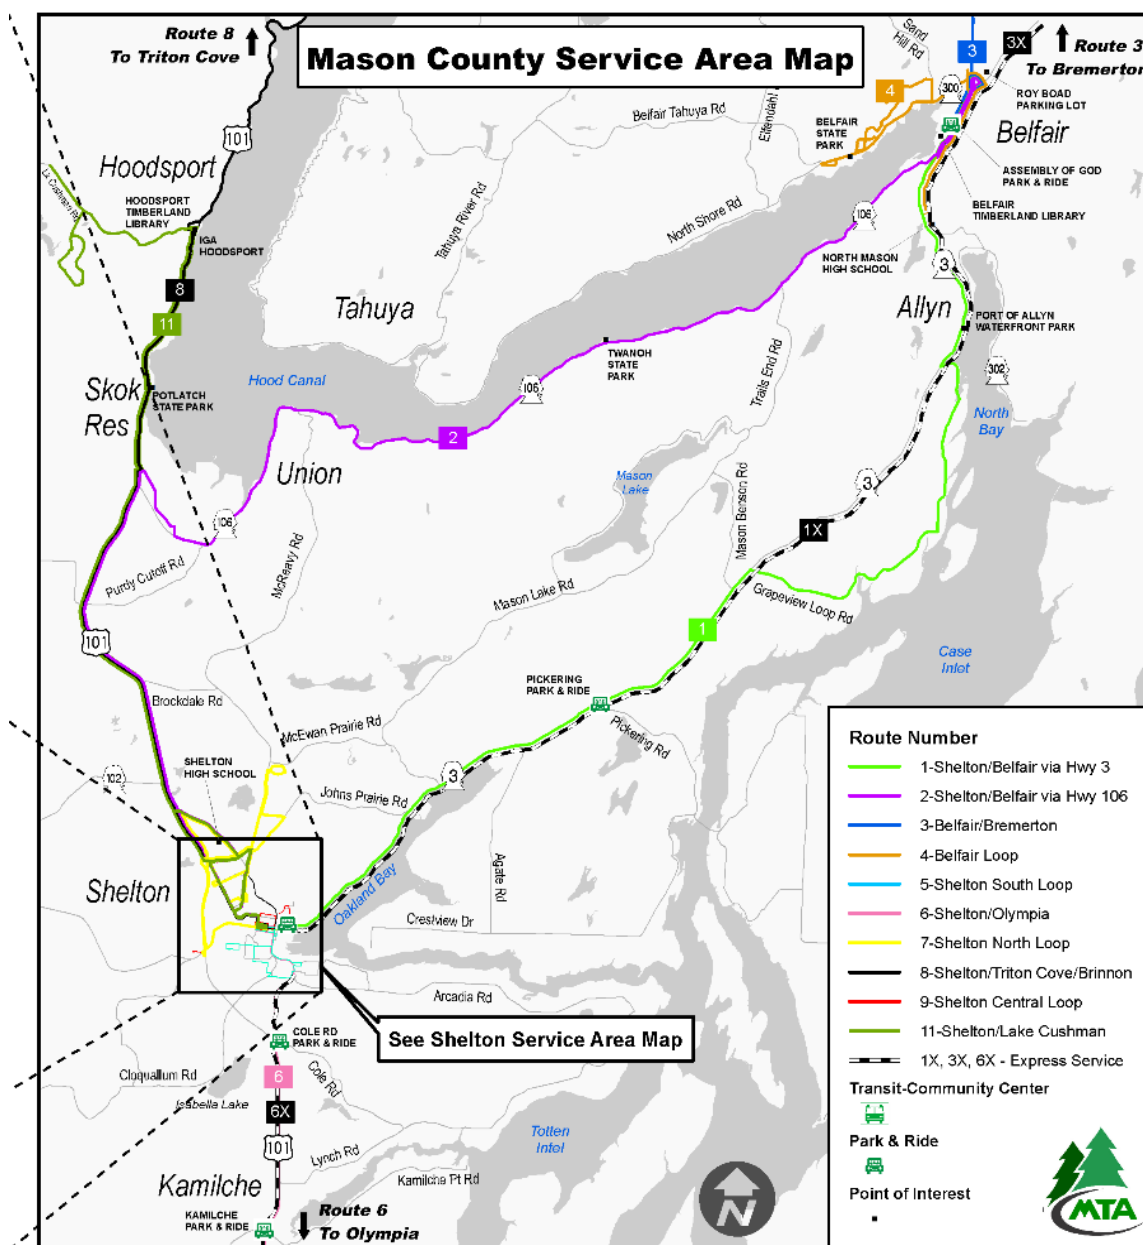 Mason County Service Area Map
Route 8
To Triton Cove
Route 3
To Bremerton
3X
3
Sand
Hill Rd
300
ROY BOAD
PARKING LOT
4
Belfair Tahuya Rd
BELFAIR
STATE
PARK
Belfair
101
Hoodsport
ASSEMBLY OF GOD
PARK & RIDE
HOODSPORT
TIMBERLAND
LIBRARY
BELFAIR
TIMBERLAND LIBRARY
Tahuya River Rd
North Shore Rd
106
IGA
HOODSPORT
NORTH MASON
HIGH SCHOOL
3
8
Tahuya
Allyn
PORT OF ALLYN
WATERFRONT PARK
11
TWANOH
STATE
PARK
Trails End Rd
302
Hood Canal
Skok
Res
POTLATCH
STATE PARK
106
2
North
Bay
Union
Mason
Lake
Mason Benson Rd
3
106
1X
McReavy Rd
Purdy Cutoff Rd
Mason Lake Rd
Grapeview Loop Rd
101
1
Case
Inlet
PICKERING
PARK & RIDE
Brockdale Rd
McEwan Prairie Rd
Pickering Rd
SHELTON
HIGH SCHOOL
102
3
Johns Prairie Rd
Shelton
Oakland Bay
Agate Rd
Crestview Dr
Arcadia Rd
See Shelton Service Area Map
COLE RD
PARK & RIDE
Cloquallum Rd
6
Cole Rd
Isabella Lake
6X
101
Totten
Intel
Lynch Rd
Kamilche
Kamilche Pt Rd
KAMILCHE
PARK & RIDE
Route 6
To Olympia
N
Route Number
1-Shelton/Belfair via Hwy 3
2-Shelton/Belfair via Hwy 106
3-Belfair/Bremerton
4-Belfair Loop
5-Shelton South Loop
6-Shelton/Olympia
7-Shelton North Loop
8-Shelton/Triton Cove/Brinnon
9-Shelton Central Loop
11-Shelton/Lake Cushman
1X, 3X, 6X - Express Service
Transit-Community Center
Park & Ride
Point of Interest
MTA